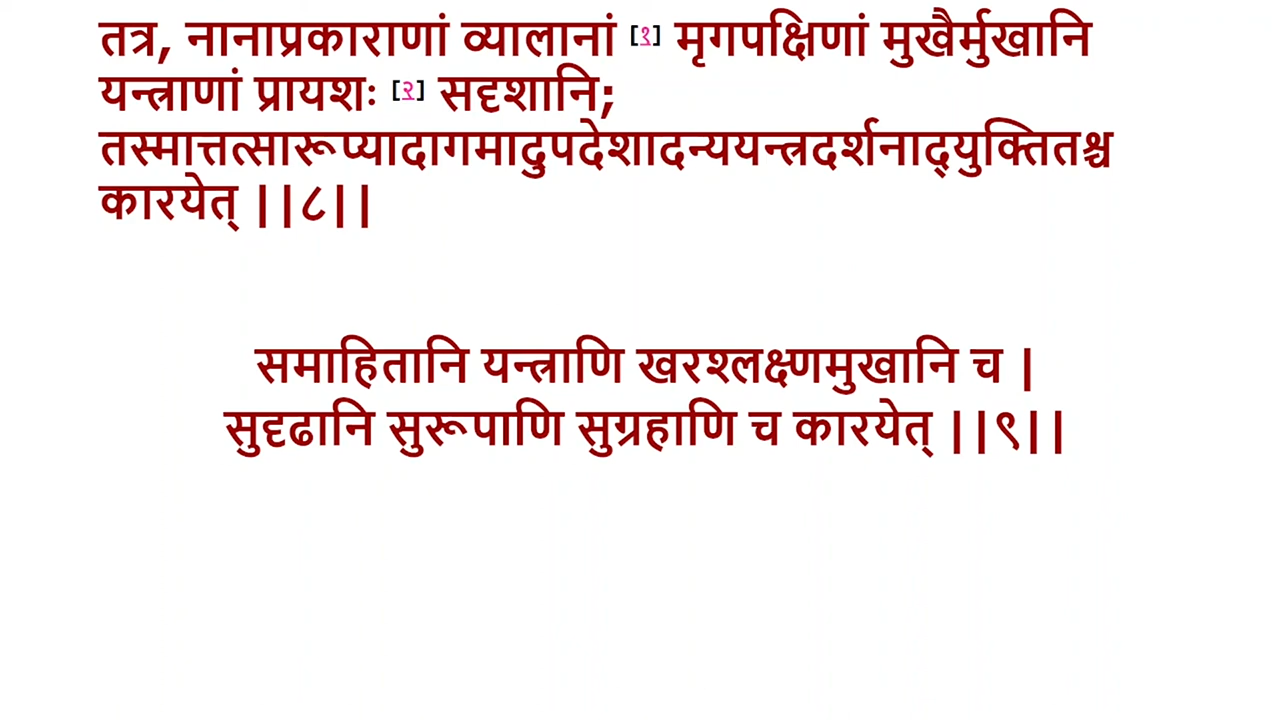 तत्र, नानाप्रकाराणां व्यालानां [१] मृगपक्षिणां मुखैर्मुखानि
यन्त्राणां प्रायशः [२] सदृशानि;
तस्मात्तत्सारूप्यादागमादुपदेशादन्ययन्त्रदर्शनाद्युक्तितश्च
कारयेत् ||८||
समाहितानि यन्त्राणि खरश्लक्ष्णमुखानि च |
सुदृढानि सुरूपाणि सुग्रहाणि च कारयेत् ||९||